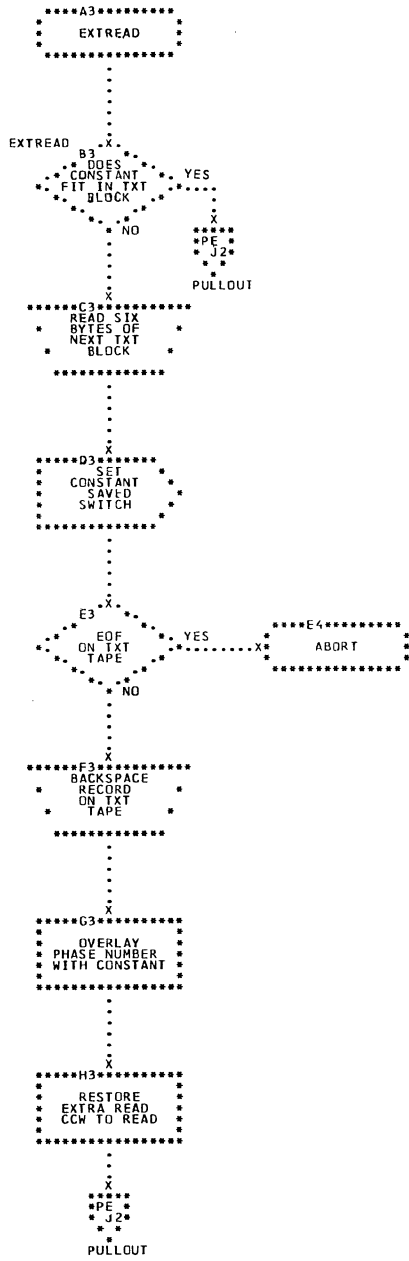 A3
EXTREAD
EXTREAD X
B3
DOES
CONSTANT YES
FIT IN TXT
BLOCK
X
NO
PE
J2
PULLOUT
X
C3
READ SIX
BYTES OF
NEXT TXT
BLOCK
X
D3
SET
CONSTANT
SAVED
SWITCH
X
E3
E4
EOF YES
ON TXT X ABORT
TAPE
NO
X
F3
BACKSPACE
RECORD
ON TXT
TAPE
X
G3
OVERLAY
PHASE NUMBER
WITH CONSTANT
X
H3
RESTORE
EXTRA READ
CCW TO READ
X
PE
J2
PULLOUT